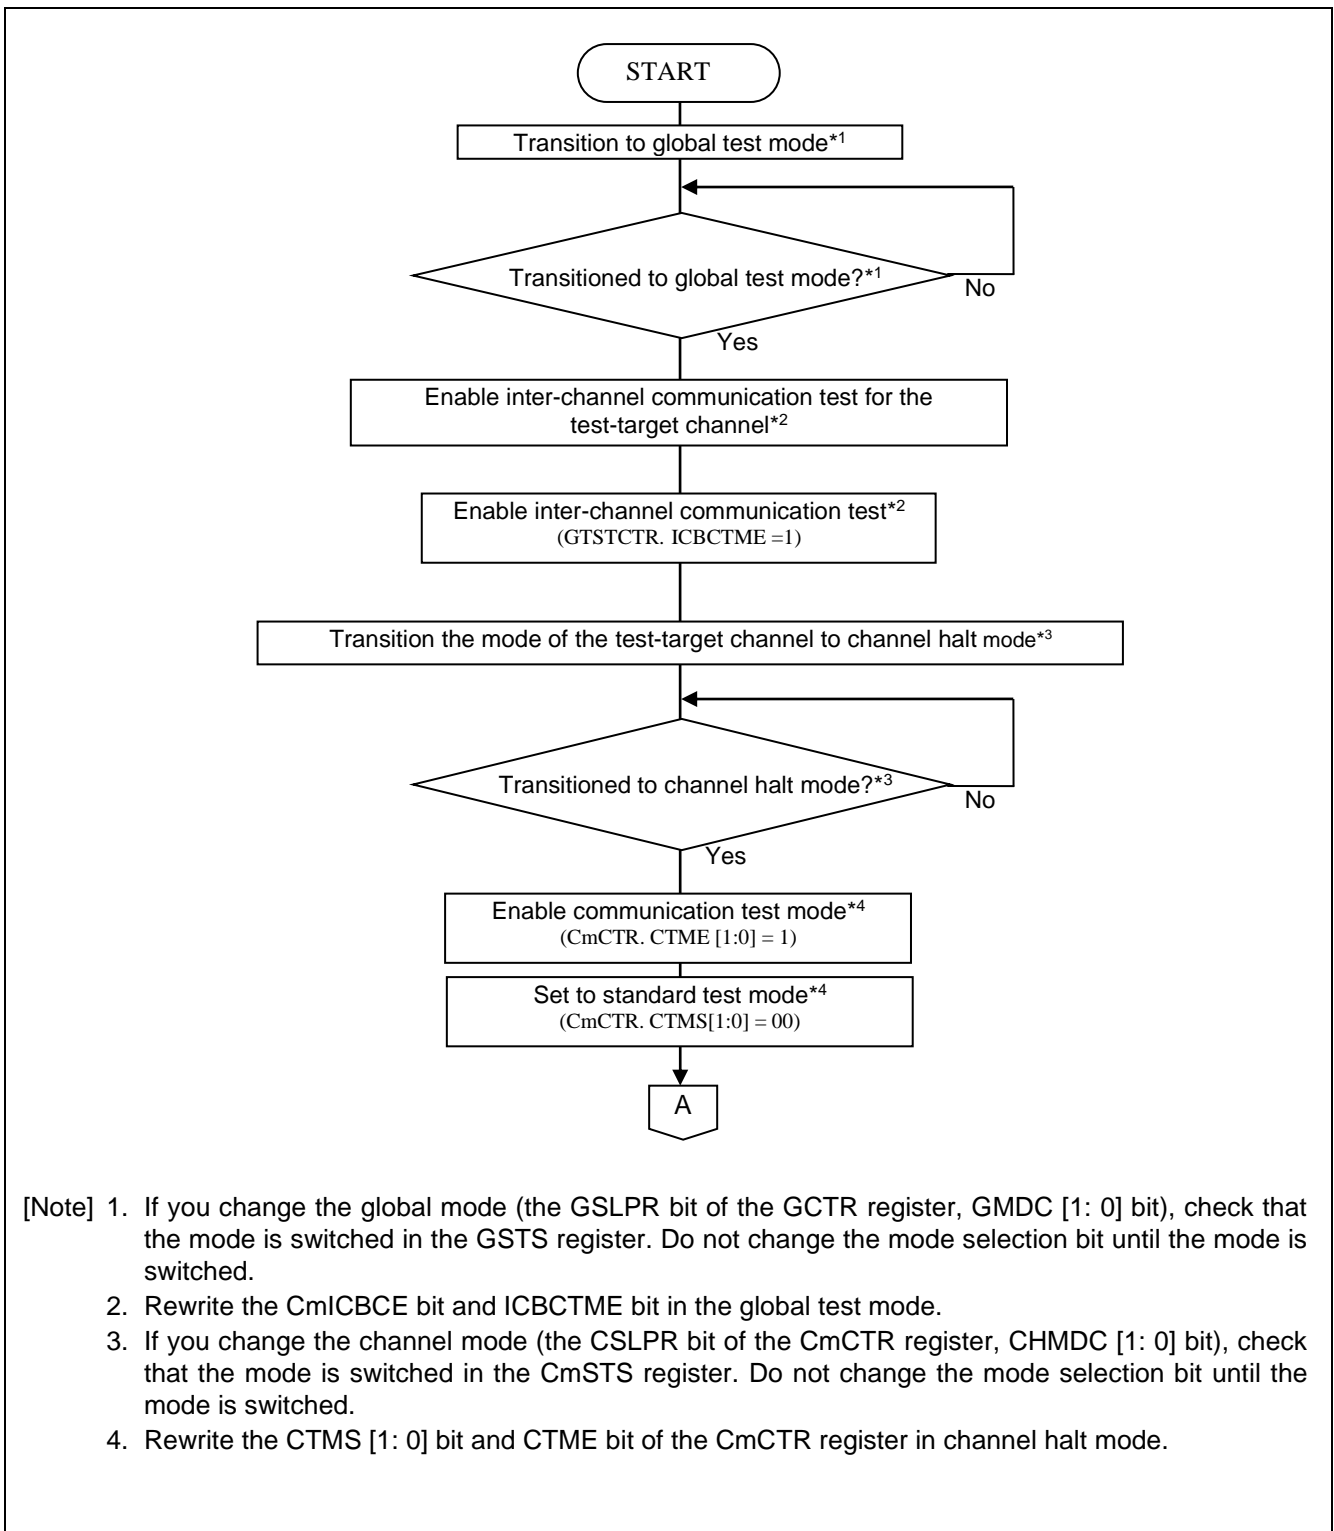 START
Transition to global test mode*1
Transitioned to global test mode?*1
No
Yes
Enable inter-channel communication test for the
test-target channel*2
Enable inter-channel communication test*2
(GTSTCTR. ICBCTME =1)
Transition the mode of the test-target channel to channel halt mode*3
Transitioned to channel halt mode?*3
No
Yes
Enable communication test mode*4
(CmCTR. CTME [1:0] = 1)
Set to standard test mode*4
(CmCTR. CTMS[1:0] = 00)
A
[Note] 1. If you change the global mode (the GSLPR bit of the GCTR register, GMDC [1: 0] bit), check that
the mode is switched in the GSTS register. Do not change the mode selection bit until the mode is
switched.
2. Rewrite the CmICBCE bit and ICBCTME bit in the global test mode.
3. If you change the channel mode (the CSLPR bit of the CmCTR register, CHMDC [1: 0] bit), check
that the mode is switched in the CmSTS register. Do not change the mode selection bit until the
mode is switched.
4. Rewrite the CTMS [1: 0] bit and CTME bit of the CmCTR register in channel halt mode.